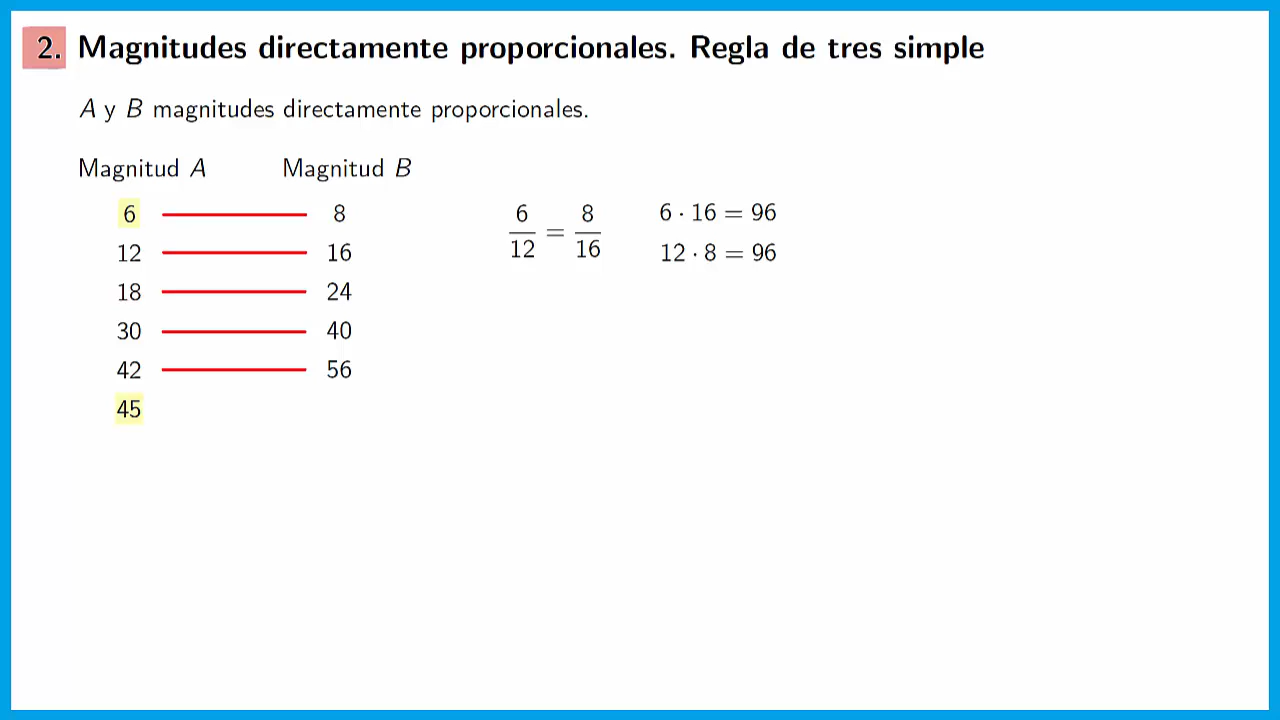 2. Magnitudes directamente proporcionales. Regla de tres simple
A y B magnitudes directamente proporcionales.
Magnitud A Magnitud B
6 8
12 16
18 24
30 40
42 56
45
6/12 = 8/16
6 · 16 = 96
12 · 8 = 96